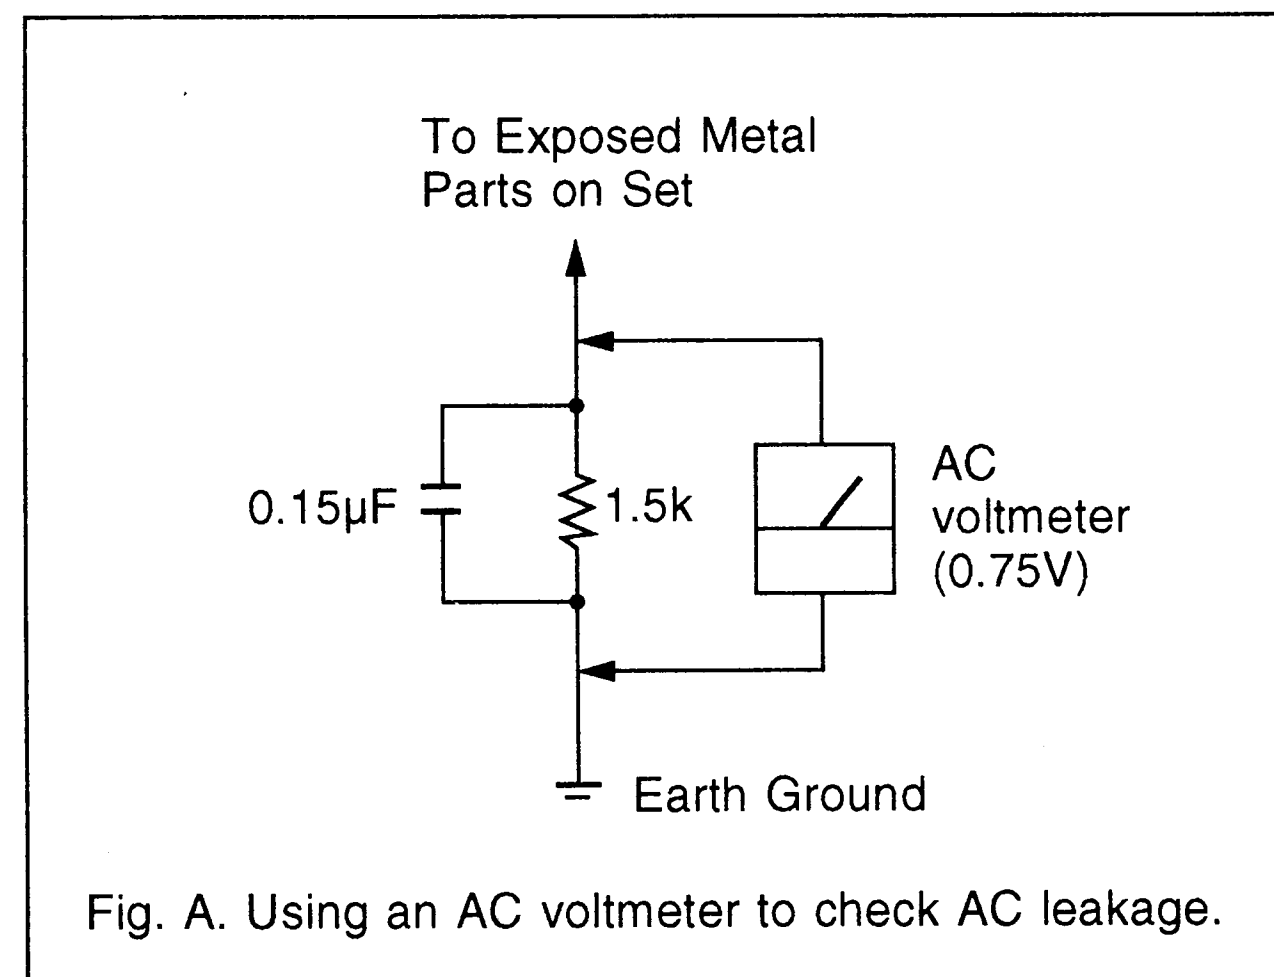 To Exposed Metal
Parts on Set
0.15µF
1.5k
AC
voltmeter
(0.75V)
Earth Ground
Fig. A. Using an AC voltmeter to check AC leakage.